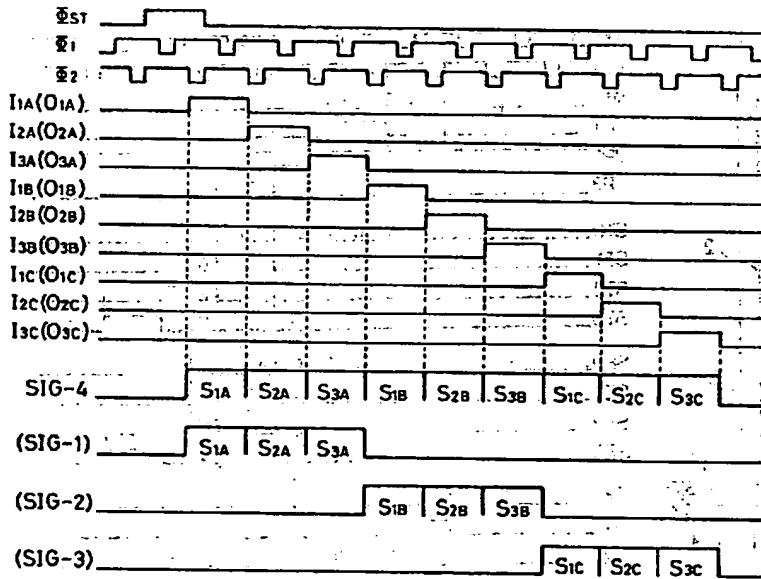 ΦST
Φ1
Φ2
I1A(O1A)
I2A(O2A)
I3A(O3A)
I1B(O1B)
I2B(O2B)
I3B(O3B)
I1C(O1C)
I2C(O2C)
I3C(O3C)
SIG-4 S1A S2A S3A S1B S2B S3B S1C S2C S3C
(SIG-1) S1A S2A S3A
(SIG-2) S1B S2B S3B
(SIG-3) S1C S2C S3C